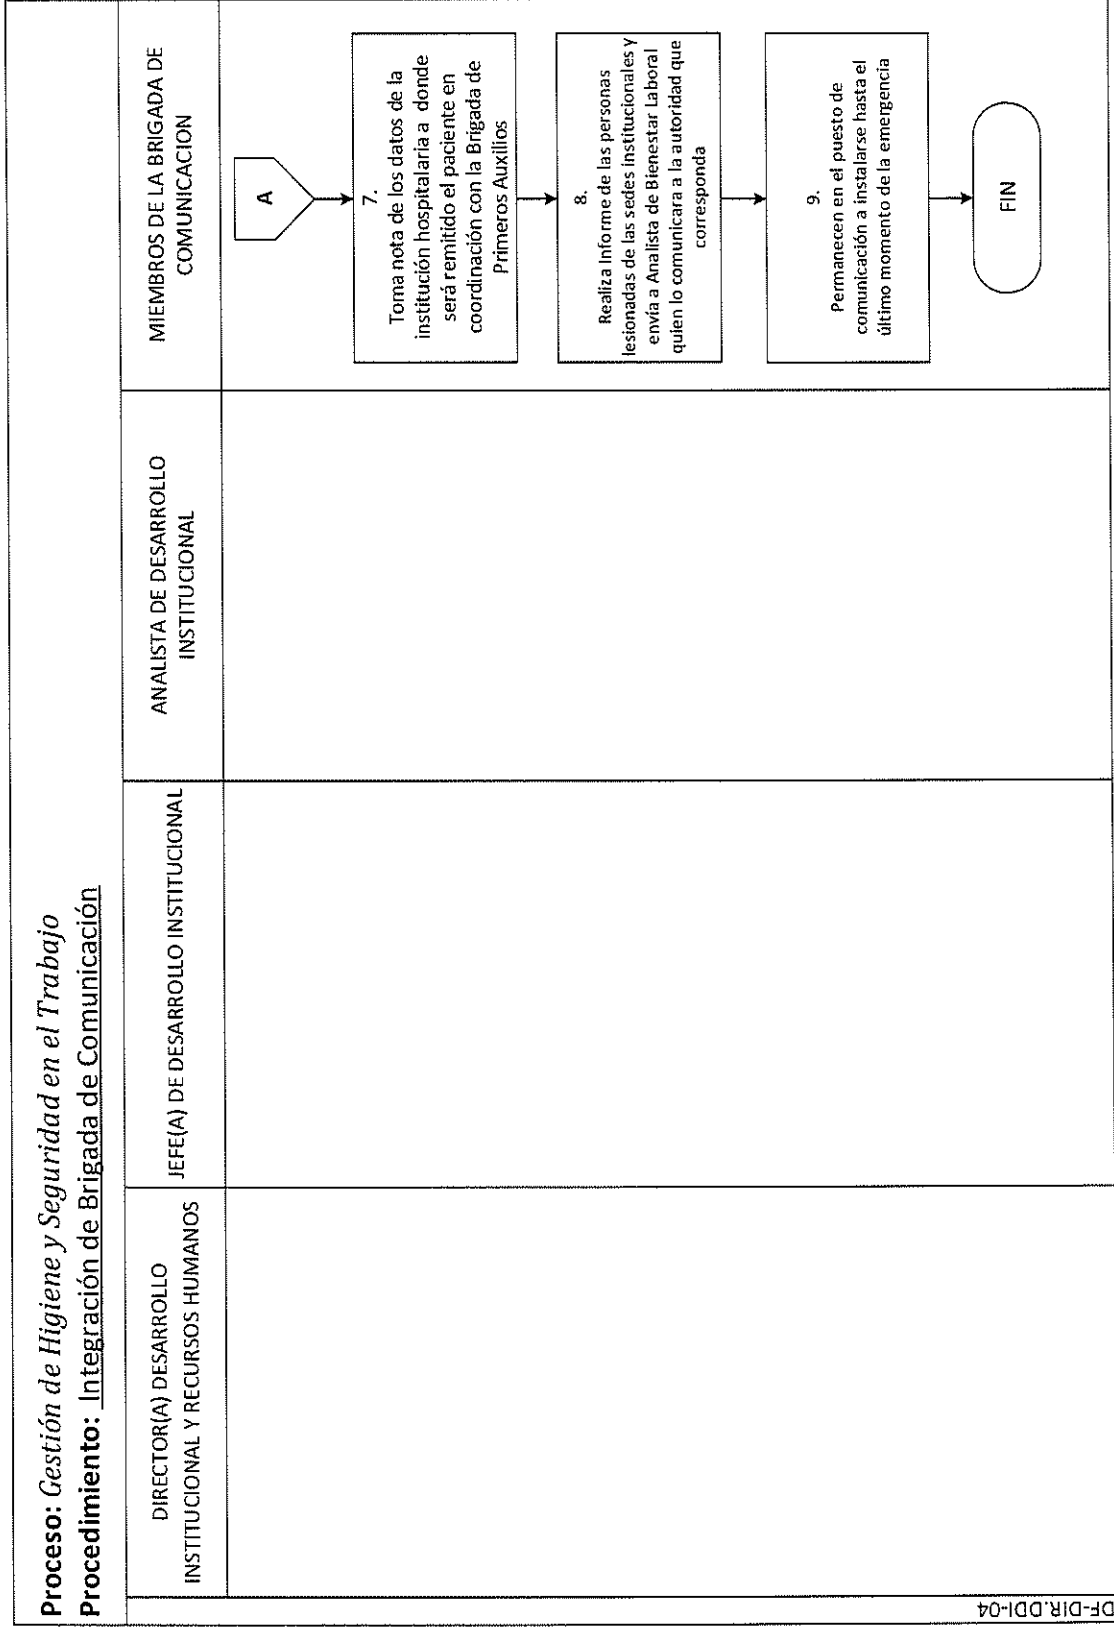 Proceso: Gestión de Higiene y Seguridad en el Trabajo
Procedimiento: Integración de Brigada de Comunicación
DIRECTOR(A) DESARROLLO
INSTITUCIONAL Y RECURSOS HUMANOS
JEFE(A) DE DESARROLLO INSTITUCIONAL
ANALISTA DE DESARROLLO
INSTITUCIONAL
MIEMBROS DE LA BRIGADA DE
COMUNICACION
A
7.
Toma nota de los datos de la
institución hospitalaria a donde
será remitido el paciente en
coordinación con la Brigada de
Primeros Auxilios
8.
Realiza Informe de las personas
lesionadas de las sedes institucionales y
envía a Analista de Bienestar Laboral
quien lo comunicara a la autoridad que
corresponda
9.
Permanecen en el puesto de
comunicación a instalarse hasta el
último momento de la emergencia
FIN
DF-DIR.DDI-04